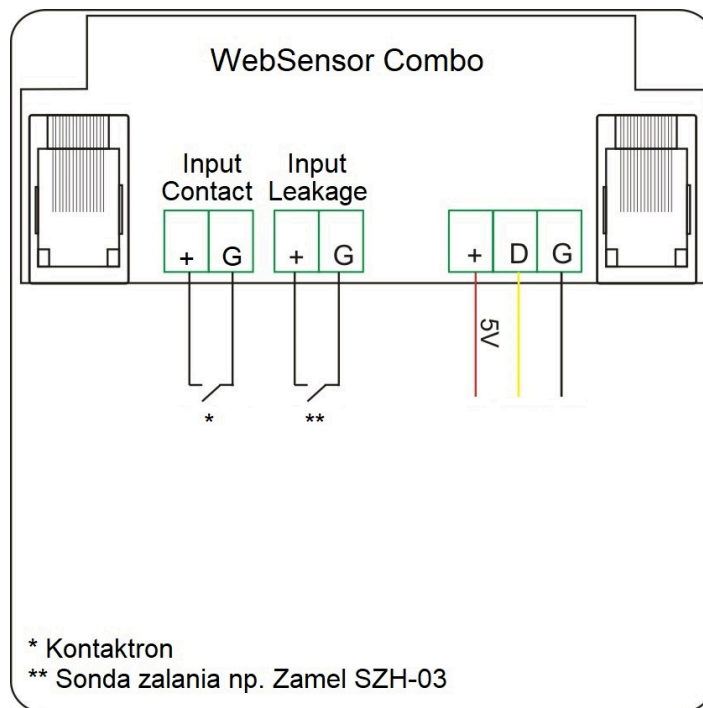 WebSensor Combo
Input Contact
Input Leakage
+ G
+ G
+ D G
5V
*
**
* Kontaktron
** Sonda zalania np. Zamel SZH-03